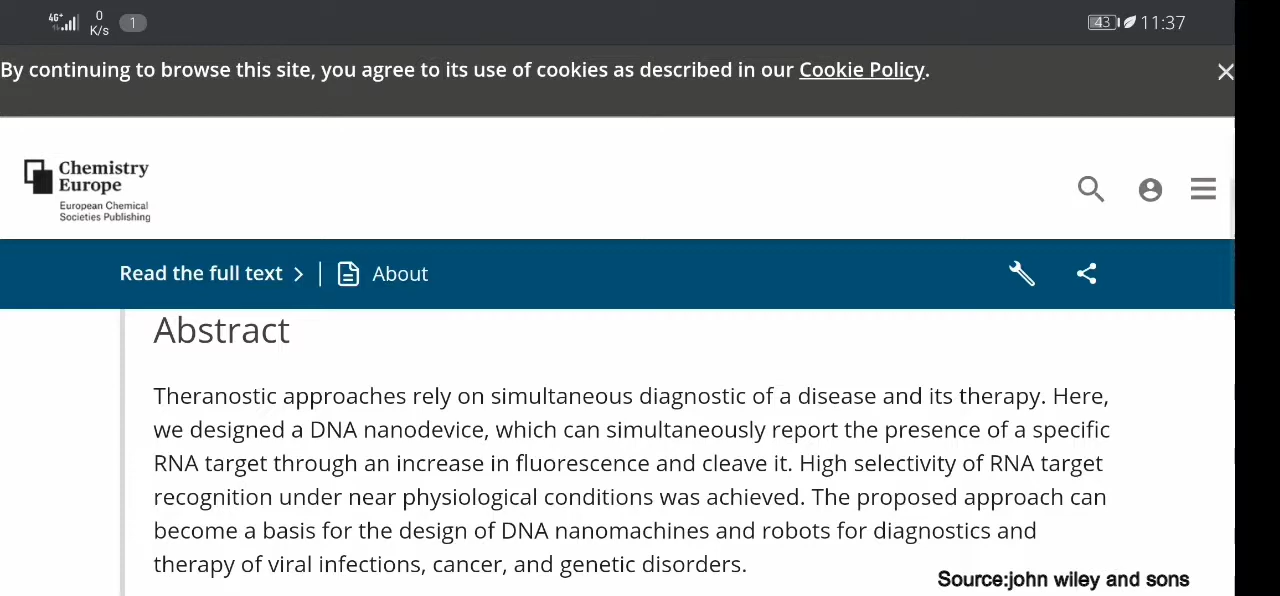 4G+ 0 K/s 1 43 11:37
By continuing to browse this site, you agree to its use of cookies as described in our Cookie Policy.
Chemistry
Europe
European Chemical
Societies Publishing
Read the full text About
Abstract
Theranostic approaches rely on simultaneous diagnostic of a disease and its therapy. Here,
we designed a DNA nanodevice, which can simultaneously report the presence of a specific
RNA target through an increase in fluorescence and cleave it. High selectivity of RNA target
recognition under near physiological conditions was achieved. The proposed approach can
become a basis for the design of DNA nanomachines and robots for diagnostics and
therapy of viral infections, cancer, and genetic disorders.
Source:john wiley and sons